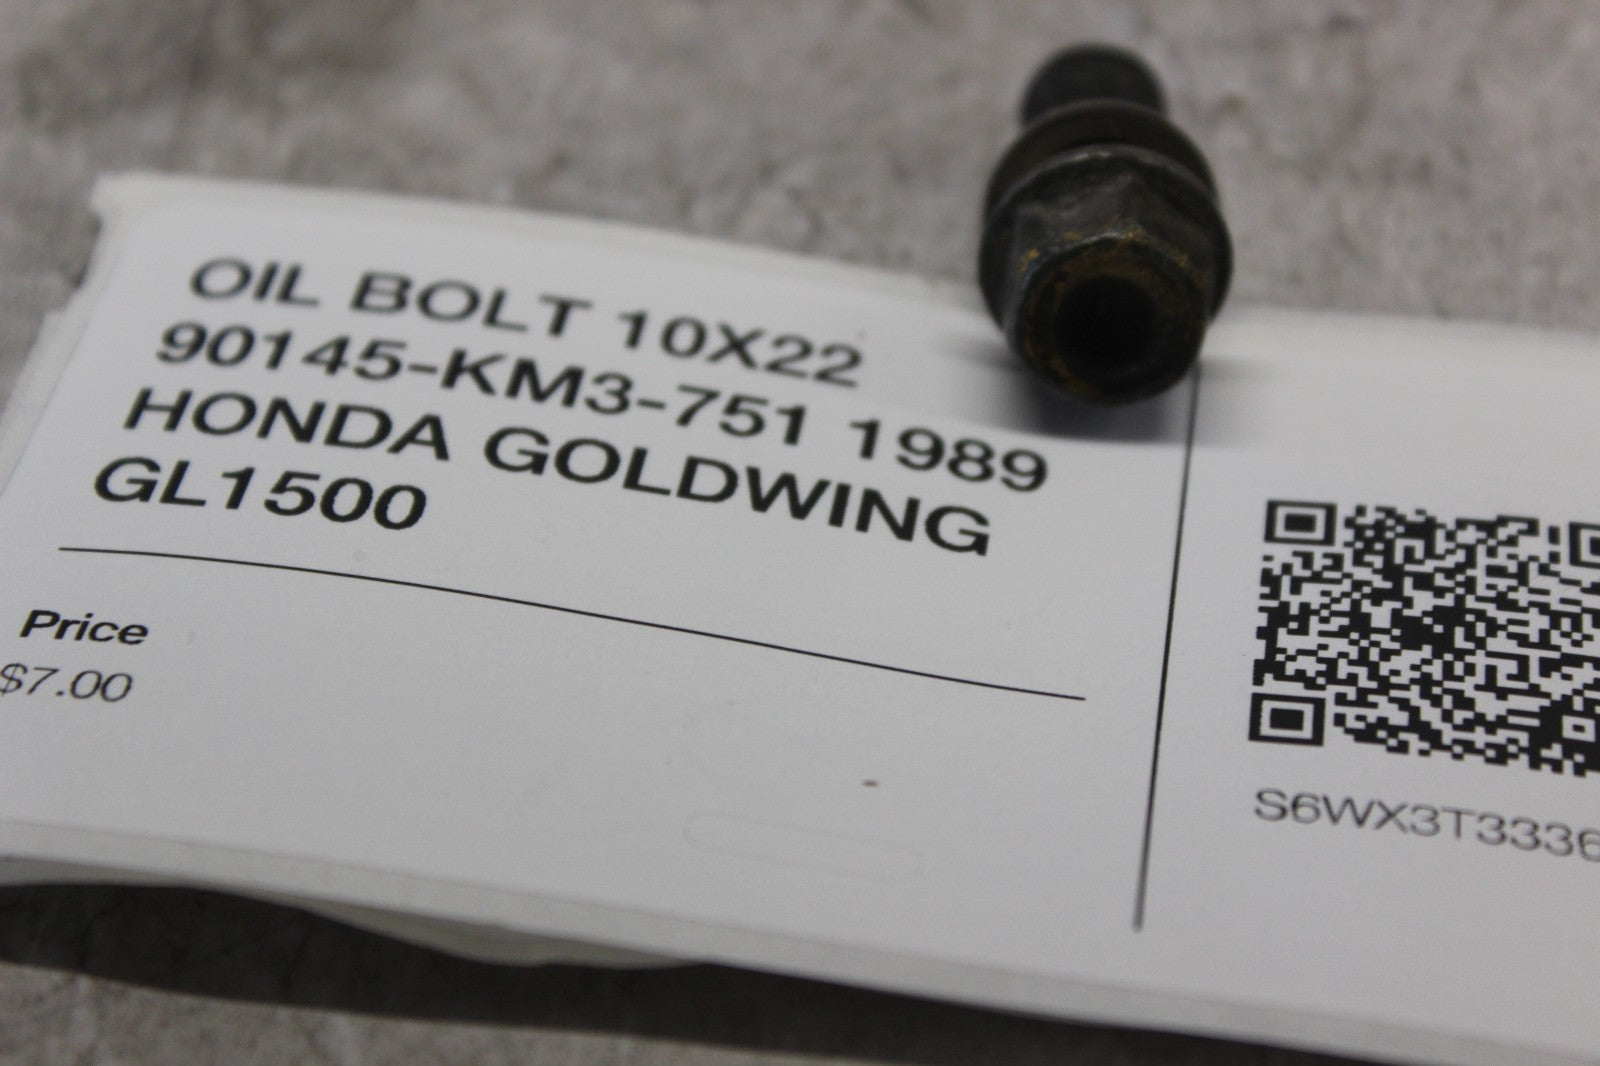 OIL BOLT 10X22
90145-KM3-751 1989
HONDA GOLDWING
GL1500
Price
$7.00
S6WX3T3336